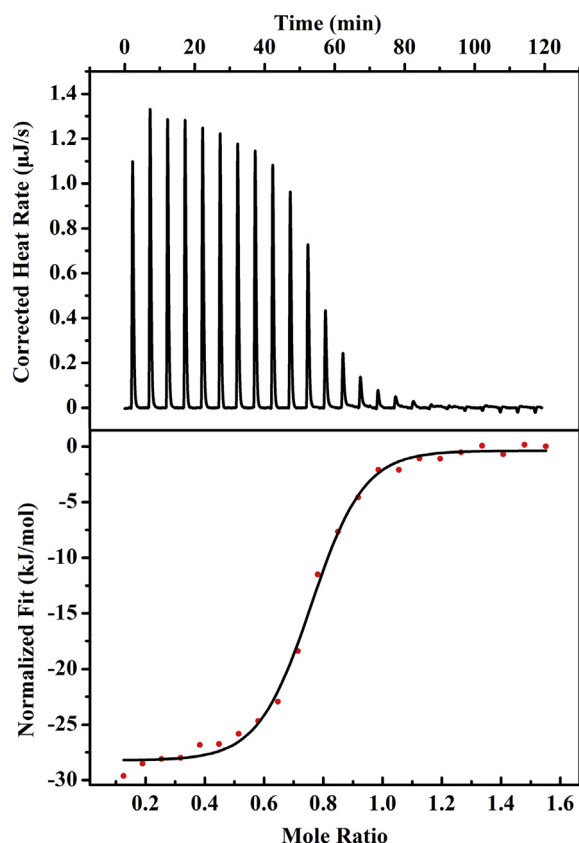 Time (min)
0 20 40 60 80 100 120
Corrected Heat Rate (µJ/s)
1.4
1.2
1.0
0.8
0.6
0.4
0.2
0
Normalized Fit (kJ/mol)
0
-5
-10
-15
-20
-25
-30
0.2 0.4 0.6 0.8 1.0 1.2 1.4 1.6
Mole Ratio